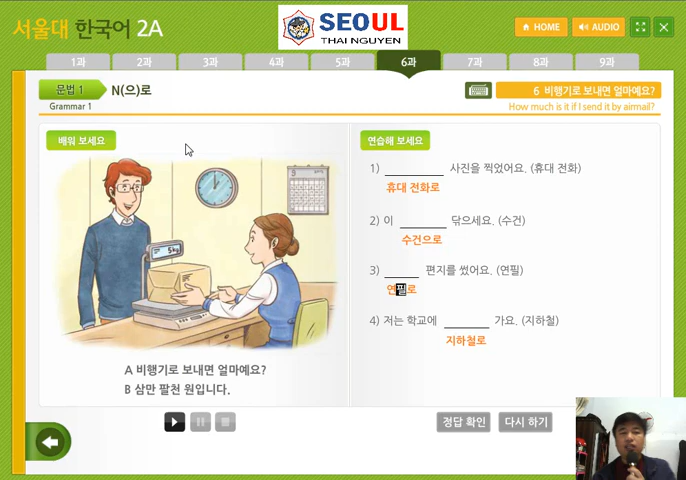 서울대 한국어 2A
SEOUL
THAI NGUYEN
HOME
AUDIO
1과
2과
3과
4과
5과
6과
7과
8과
9과
문법 1
Grammar 1
N(으)로
6 비행기로 보내면 얼마예요?
How much is it if I send it by airmail?
배워 보세요
5kg
A 비행기로 보내면 얼마예요?
B 삼만 팔천 원입니다.
연습해 보세요
1) ________ 사진을 찍었어요. (휴대 전화)
휴대 전화로
2) 이 ________ 닦으세요. (수건)
수건으로
3) ________ 편지를 썼어요. (연필)
연필로
4) 저는 학교에 ________ 가요. (지하철)
지하철로
정답 확인
다시 하기